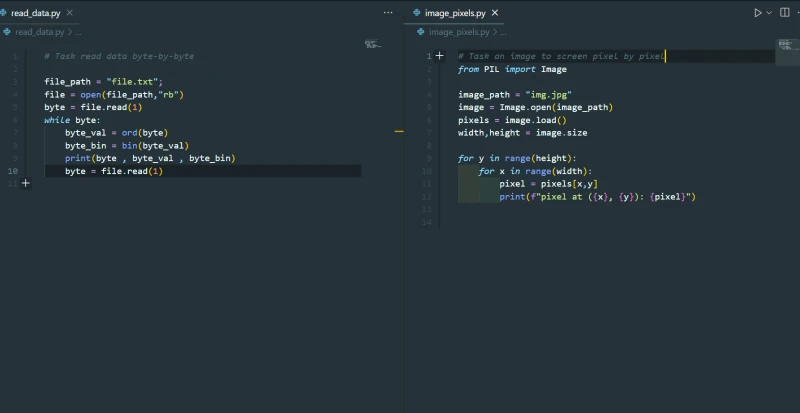 read_data.py
read_data.py > ...
1
# Task read data byte-by-byte
2
3 file_path = "file.txt";
4 file = open(file_path,"rb")
5 byte = file.read(1)
6 while byte:
7 byte_val = ord(byte)
8 byte_bin = bin(byte_val)
9 print(byte , byte_val , byte_bin)
10 byte = file.read(1)
11
image_pixels.py
image_pixels.py > ...
1 # Task an image to screen pixel by pixel
2 from PIL import Image
3
4 image_path = "img.jpg"
5 image = Image.open(image_path)
6 pixels = image.load()
7 width,height = image.size
8
9 for y in range(height):
10 for x in range(width):
11 pixel = pixels[x,y]
12 print(f"pixel at ({x}, {y}): {pixel}")
13
14